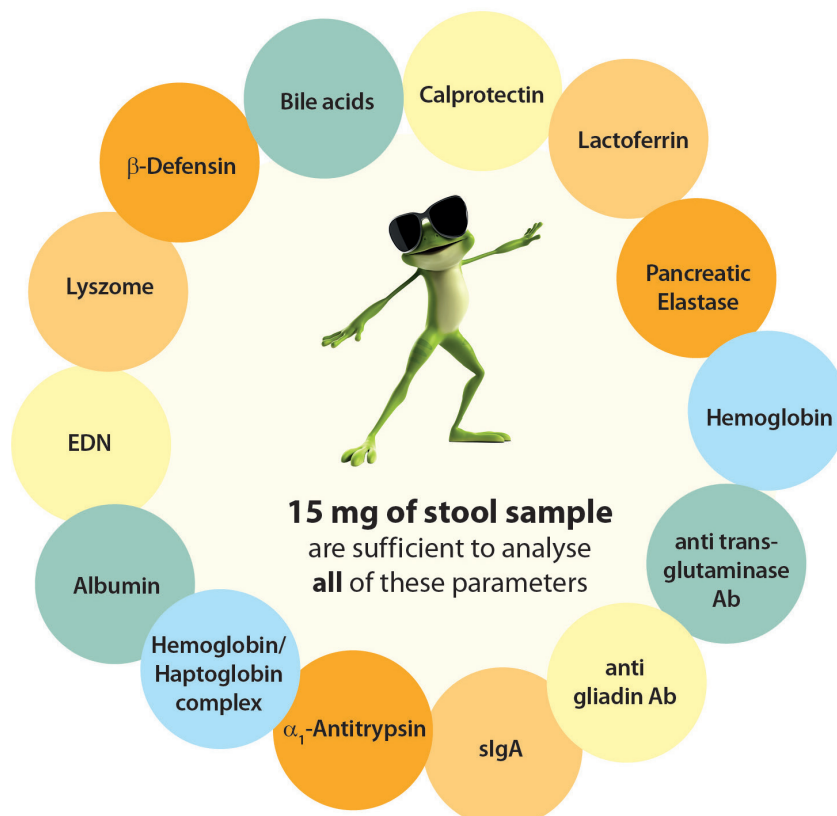 Bile acids
Calprotectin
Lactoferrin
Pancreatic
Elastase
Hemoglobin
anti trans-
glutaminase
Ab
anti
gliadin Ab
sIgA
α₁-Antitrypsin
Hemoglobin/
Haptoglobin
complex
Albumin
EDN
Lyszome
β-Defensin
15 mg of stool sample
are sufficient to analyse
all of these parameters